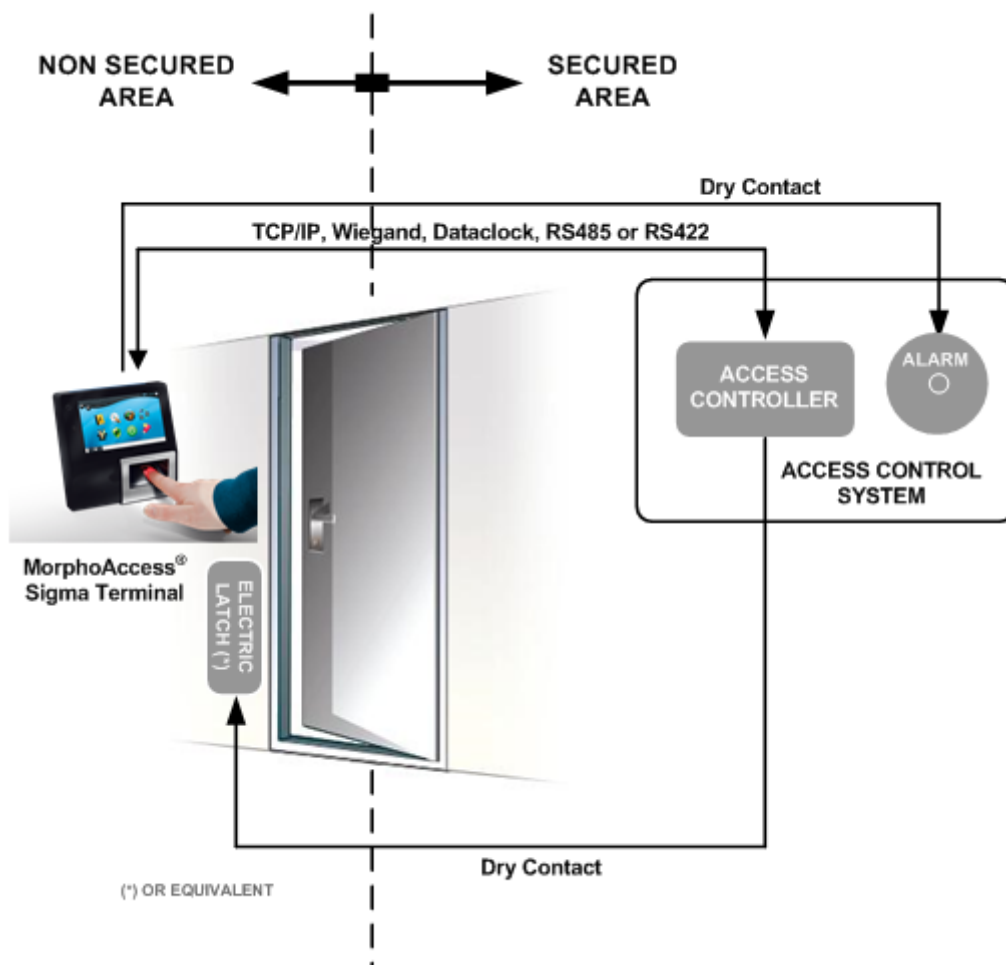 NON SECURED
AREA
SECURED
AREA
Dry Contact
TCP/IP, Wiegand, Dataclock, RS485 or RS422
ACCESS
CONTROLLER
ALARM
ACCESS CONTROL
SYSTEM
MorphoAccess®
Sigma Terminal
ELECTRIC
LATCH (*)
Dry Contact
(*) OR EQUIVALENT